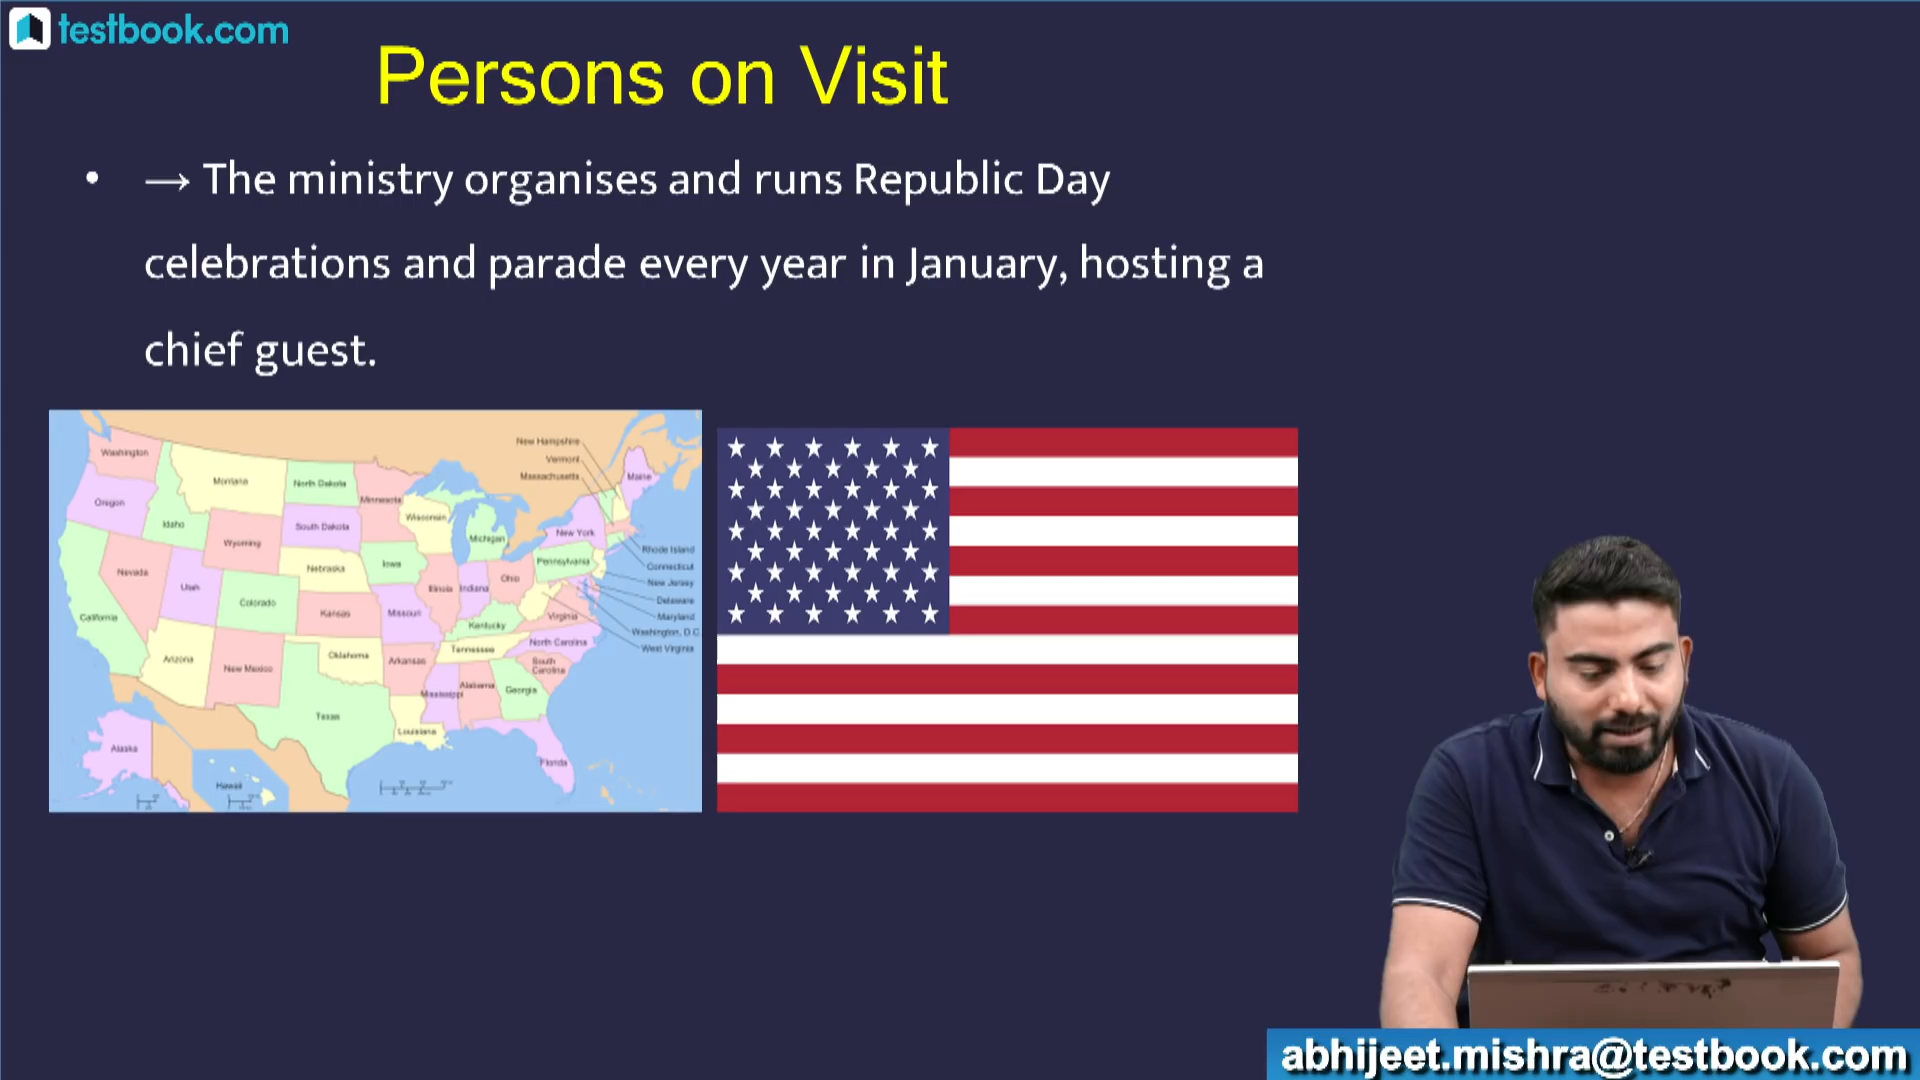 testbook.com
Persons on Visit
• → The ministry organises and runs Republic Day
celebrations and parade every year in January, hosting a
chief guest.
New Hampshire
Vermont
Massachusetts
Washington
Montana
North Dakota
Minnesota
Maine
Oregon
Idaho
South Dakota
Wisconsin
Michigan
New York
Wyoming
Rhode Island
Connecticut
Nevada
Utah
Nebraska
Iowa
Pennsylvania
New Jersey
Colorado
Illinois
Indiana
Ohio
Delaware
California
Kansas
Missouri
Virginia
Maryland
Kentucky
Washington, D.C.
West Virginia
Arizona
New Mexico
Oklahoma
Arkansas
Tennessee
North Carolina
South
Carolina
Mississippi
Alabama
Georgia
Texas
Louisiana
Alaska
Florida
Hawaii
abhijeet.mishra@testbook.com